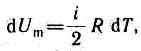 dU_m = i/2 R dT,